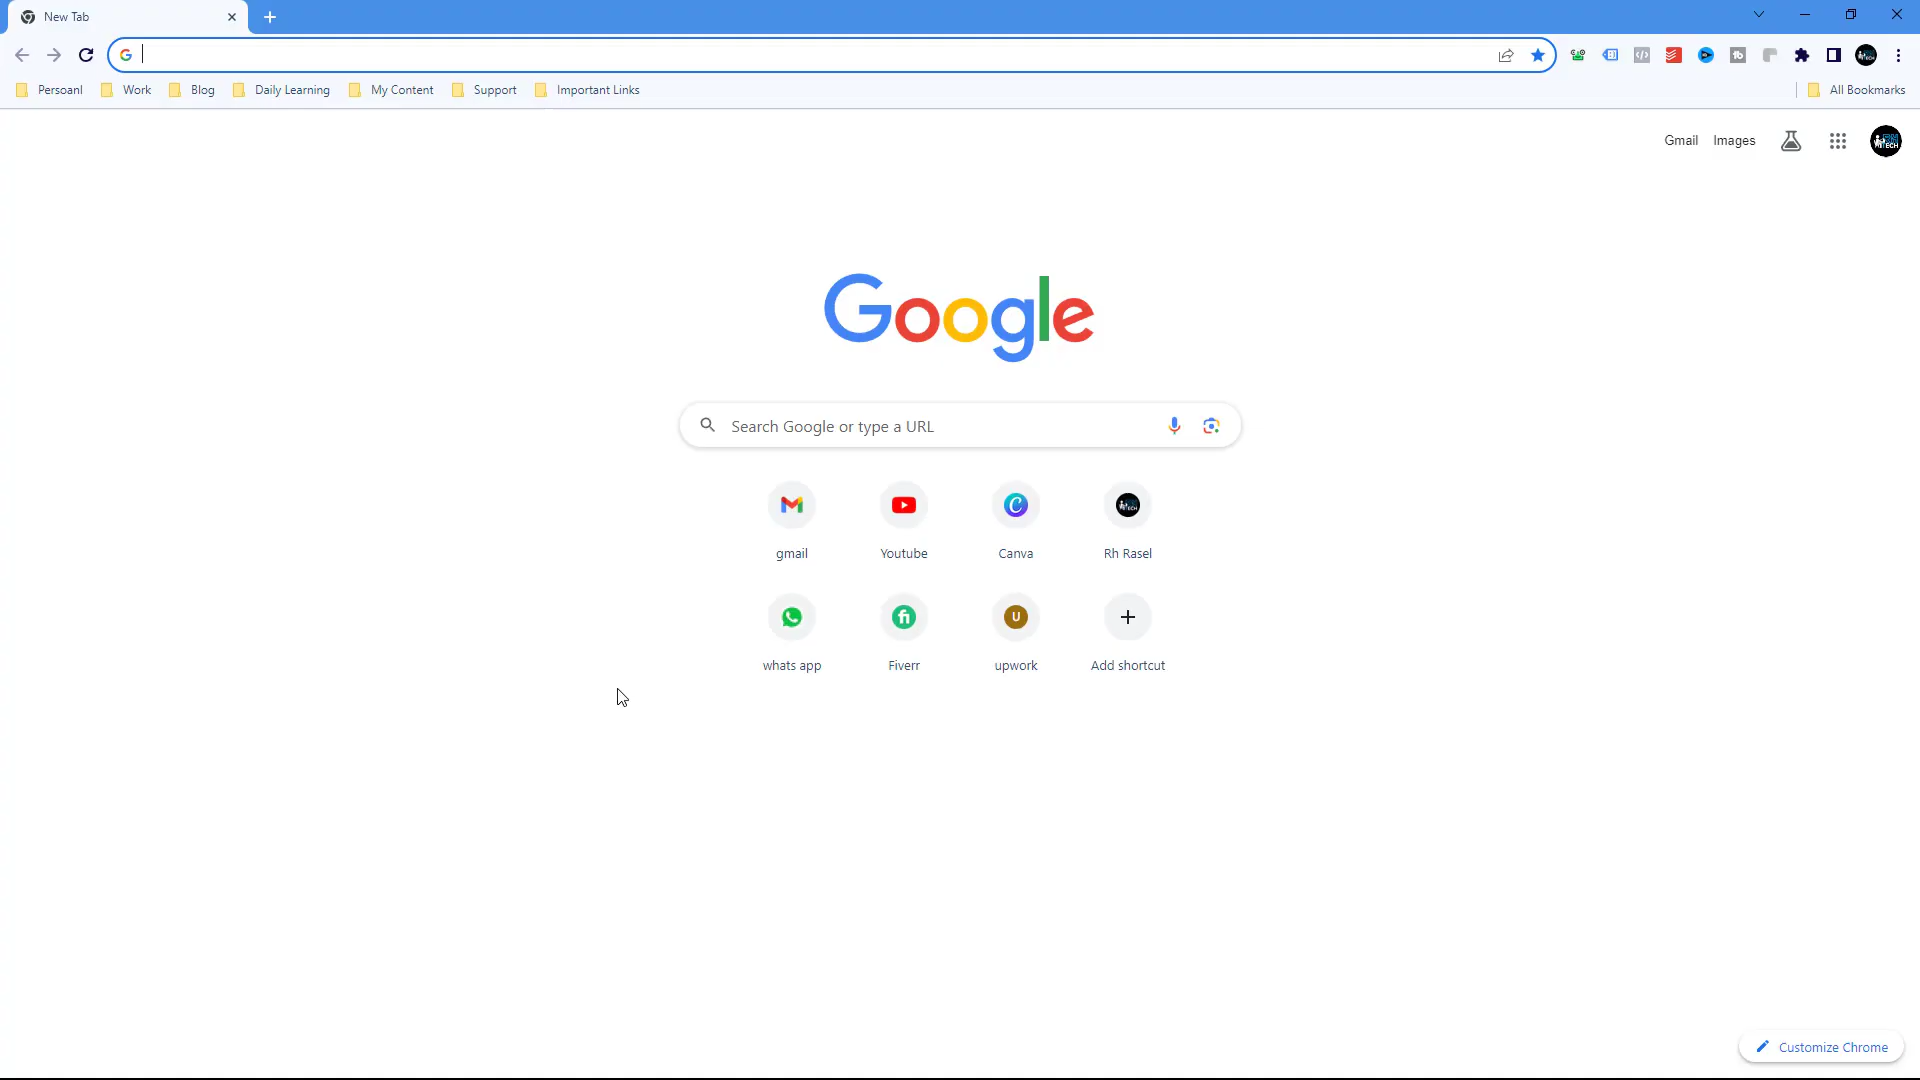 New Tab
Persoanl Work Blog Daily Learning My Content Support Important Links All Bookmarks
Gmail Images
Google
Search Google or type a URL
gmail Youtube Canva Rh Rasel
U
whats app Fiverr upwork Add shortcut
Customize Chrome